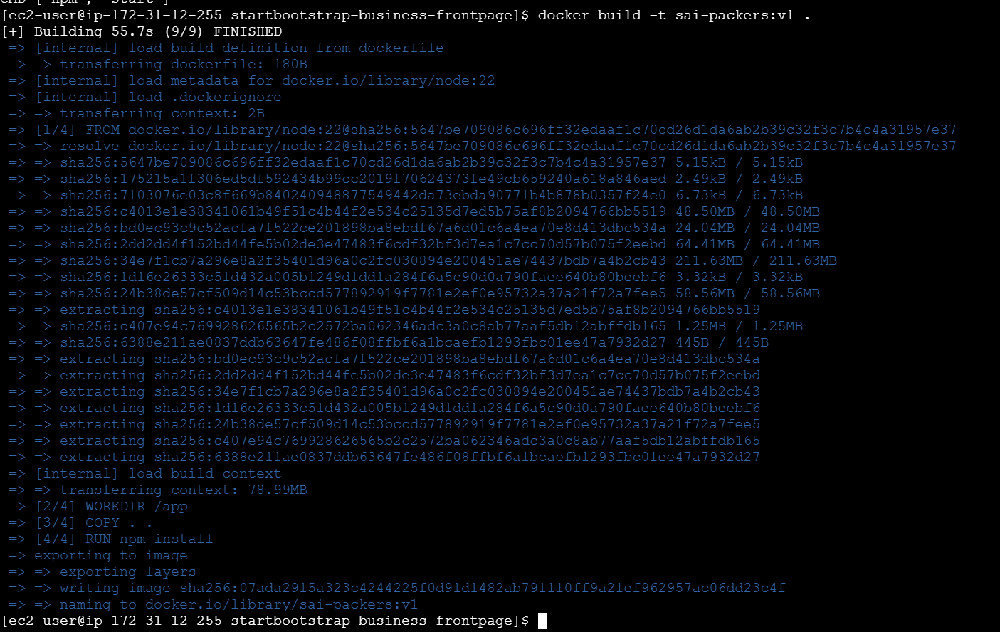 CMD ["npm", "start"]
[ec2-user@ip-172-31-12-255 startbootstrap-business-frontpage]$ docker build -t sai-packers:v1 .
[+] Building 55.7s (9/9) FINISHED
=> [internal] load build definition from dockerfile
=> => transferring dockerfile: 180B
=> [internal] load metadata for docker.io/library/node:22
=> [internal] load .dockerignore
=> => transferring context: 2B
=> [1/4] FROM docker.io/library/node:22@sha256:5647be709086c696ff32edaaf1c70cd26d1da6ab2b39c32f3c7b4c4a31957e37
=> => resolve docker.io/library/node:22@sha256:5647be709086c696ff32edaaf1c70cd26d1da6ab2b39c32f3c7b4c4a31957e37
=> => sha256:5647be709086c696ff32edaaf1c70cd26d1da6ab2b39c32f3c7b4c4a31957e37 5.15kB / 5.15kB
=> => sha256:175215a1f306ed5df592434b99cc2019f70624373fe49cb659240a618a846aed 2.49kB / 2.49kB
=> => sha256:7103076e03c8f669b840240948877549442da73ebda90771b4b878b0357f24e0 6.73kB / 6.73kB
=> => sha256:c4013e1e38341061b49f51c4b44f2e534c25135d7ed5b75af8b2094766bb5519 48.50MB / 48.50MB
=> => sha256:bd0ec93c9c52acfa7f522ce201898ba8ebdf67a6d01c6a4ea70e8d413dbc534a 24.04MB / 24.04MB
=> => sha256:2dd2dd4f152bd44fe5b02de3e47483f6cdf32bf3d7ea1c7cc70d57b075f2eebd 64.41MB / 64.41MB
=> => sha256:34e7f1cb7a296e8a2f35401d96a0c2fc030894e200451ae74437bdb7a4b2cb43 211.63MB / 211.63MB
=> => sha256:1d16e26333c51d432a005b1249d1dd1a284f6a5c90d0a790faee640b80beebf6 3.32kB / 3.32kB
=> => sha256:24b38de57cf509d14c53bccd577892919f7781e2ef0e95732a37a21f72a7fee5 58.56MB / 58.56MB
=> => extracting sha256:c4013e1e38341061b49f51c4b44f2e534c25135d7ed5b75af8b2094766bb5519
=> => sha256:c407e94c769928626565b2c2572ba062346adc3a0c8ab77aaf5db12abffdb165 1.25MB / 1.25MB
=> => sha256:6388e211ae0837ddb63647fe486f08ffbf6a1bcaefb1293fbc01ee47a7932d27 445B / 445B
=> => extracting sha256:bd0ec93c9c52acfa7f522ce201898ba8ebdf67a6d01c6a4ea70e8d413dbc534a
=> => extracting sha256:2dd2dd4f152bd44fe5b02de3e47483f6cdf32bf3d7ea1c7cc70d57b075f2eebd
=> => extracting sha256:34e7f1cb7a296e8a2f35401d96a0c2fc030894e200451ae74437bdb7a4b2cb43
=> => extracting sha256:1d16e26333c51d432a005b1249d1dd1a284f6a5c90d0a790faee640b80beebf6
=> => extracting sha256:24b38de57cf509d14c53bccd577892919f7781e2ef0e95732a37a21f72a7fee5
=> => extracting sha256:c407e94c769928626565b2c2572ba062346adc3a0c8ab77aaf5db12abffdb165
=> => extracting sha256:6388e211ae0837ddb63647fe486f08ffbf6a1bcaefb1293fbc01ee47a7932d27
=> [internal] load build context
=> => transferring context: 78.99MB
=> [2/4] WORKDIR /app
=> [3/4] COPY . .
=> [4/4] RUN npm install
=> exporting to image
=> => exporting layers
=> => writing image sha256:07ada2915a323c4244225f0d91d1482ab791110ff9a21ef962957ac06dd23c4f
=> => naming to docker.io/library/sai-packers:v1
[ec2-user@ip-172-31-12-255 startbootstrap-business-frontpage]$